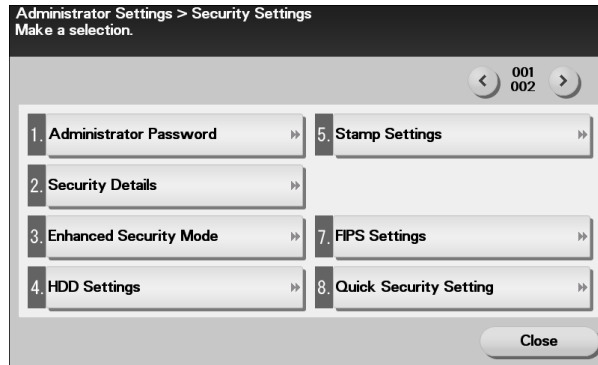 Administrator Settings > Security Settings
Make a selection.
001
002
1. Administrator Password
5. Stamp Settings
2. Security Details
3. Enhanced Security Mode
7. FIPS Settings
4. HDD Settings
8. Quick Security Setting
Close